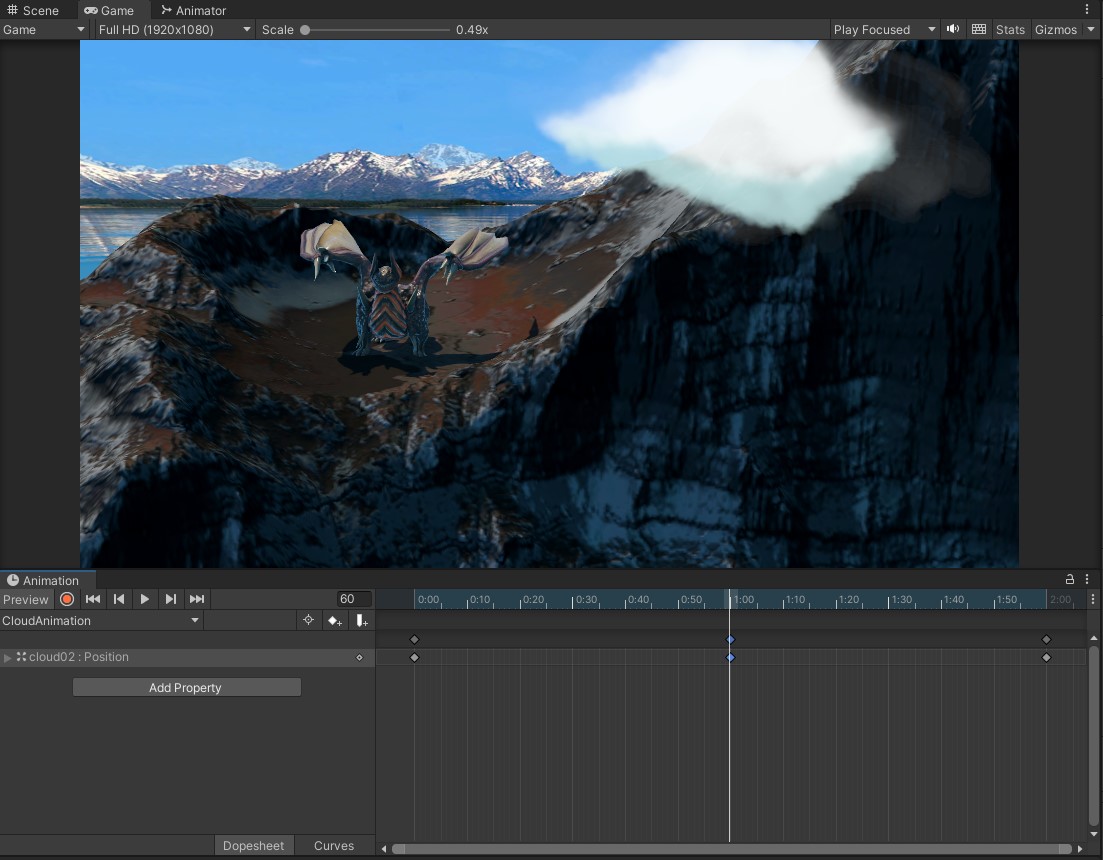 Scene Game Animator
Game Full HD (1920x1080) Scale 0.49x Play Focused Stats Gizmos
Animation
Preview 60 0:00 0:10 0:20 0:30 0:40 0:50 1:00 1:10 1:20 1:30 1:40 1:50 2:00
CloudAnimation
cloud02 : Position
Add Property
Dopesheet Curves